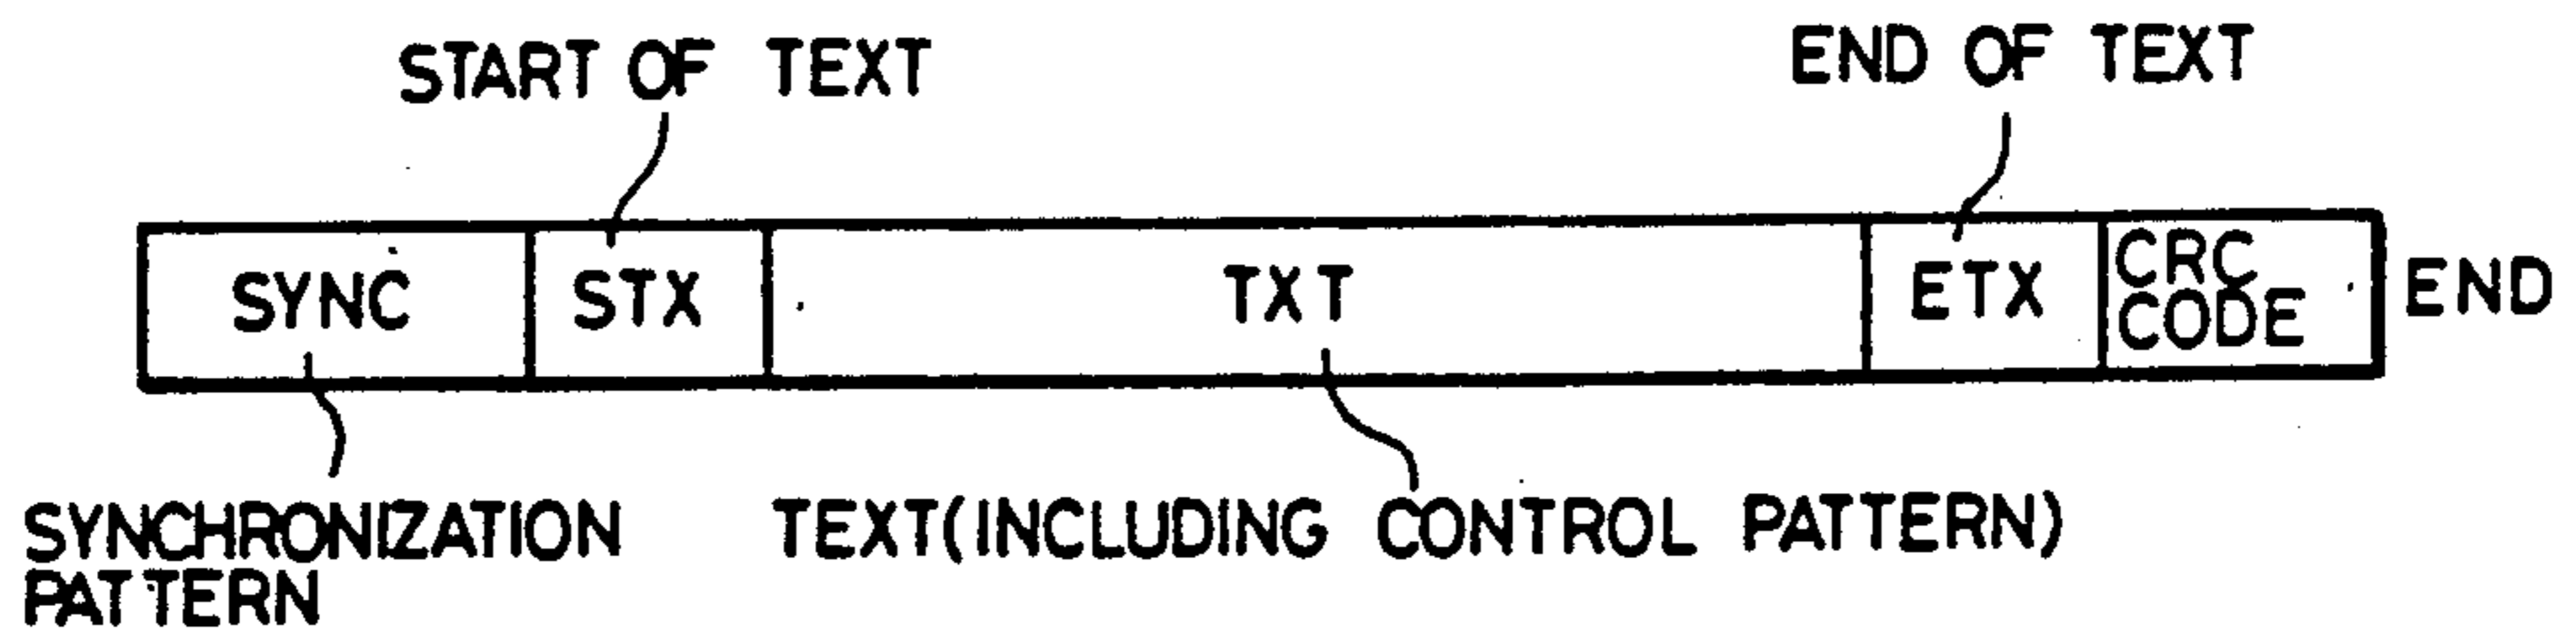 START OF TEXT
END OF TEXT
SYNC
STX
TXT
ETX
CRC
CODE
END
SYNCHRONIZATION
PATTERN
TEXT(INCLUDING CONTROL PATTERN)